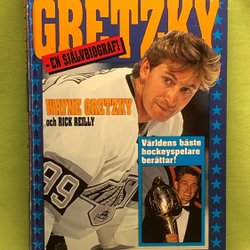 GRETZKY
- EN SJÄLVBIOGRAFI
WAYNE GRETZKY
och RICK REILLY
Världens bäste
hockeyspelare
berättar!
99